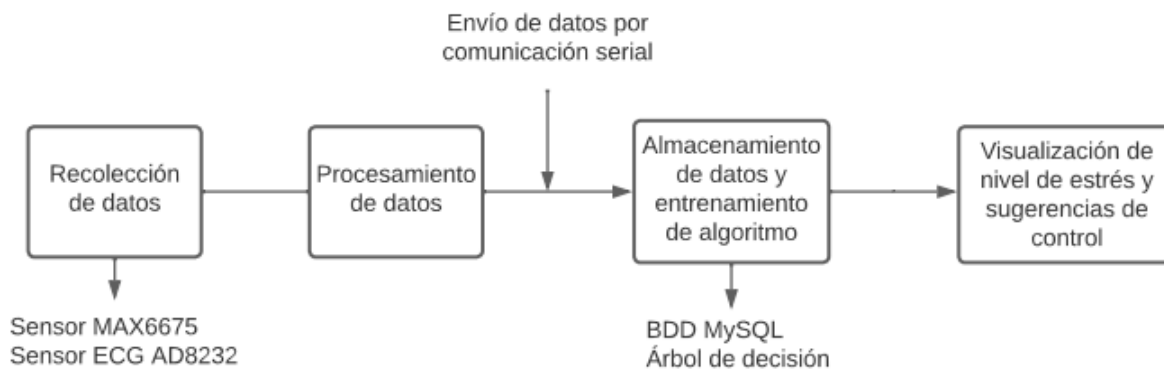 Envío de datos por
comunicación serial
Recolección
de datos
Procesamiento
de datos
Almacenamiento
de datos y
entrenamiento
de algoritmo
Visualización de
nivel de estrés y
sugerencias de
control
Sensor MAX6675
Sensor ECG AD8232
BDD MySQL
Árbol de decisión